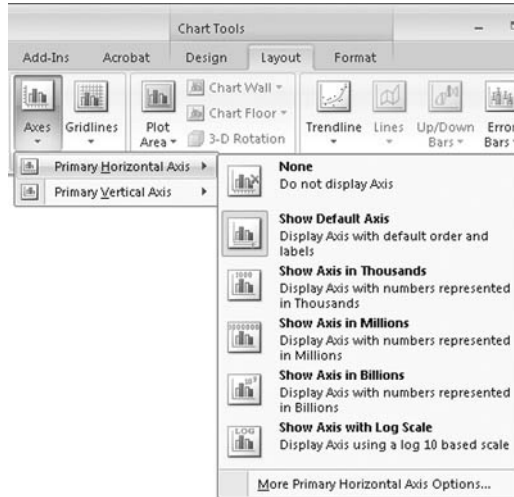 Chart Tools
Add-Ins Acrobat Design Layout Format
Chart Wall
Chart Floor
3-D Rotation
Axes Gridlines Plot Area Trendline Lines Up/Down Bars Error Bars
Primary Horizontal Axis
Primary Vertical Axis
None
Do not display Axis
Show Default Axis
Display Axis with default order and
labels
Show Axis in Thousands
Display Axis with numbers represented
in Thousands
Show Axis in Millions
Display Axis with numbers represented
in Millions
Show Axis in Billions
Display Axis with numbers represented
in Billions
LOG
Show Axis with Log Scale
Display Axis using a log 10 based scale
More Primary Horizontal Axis Options...